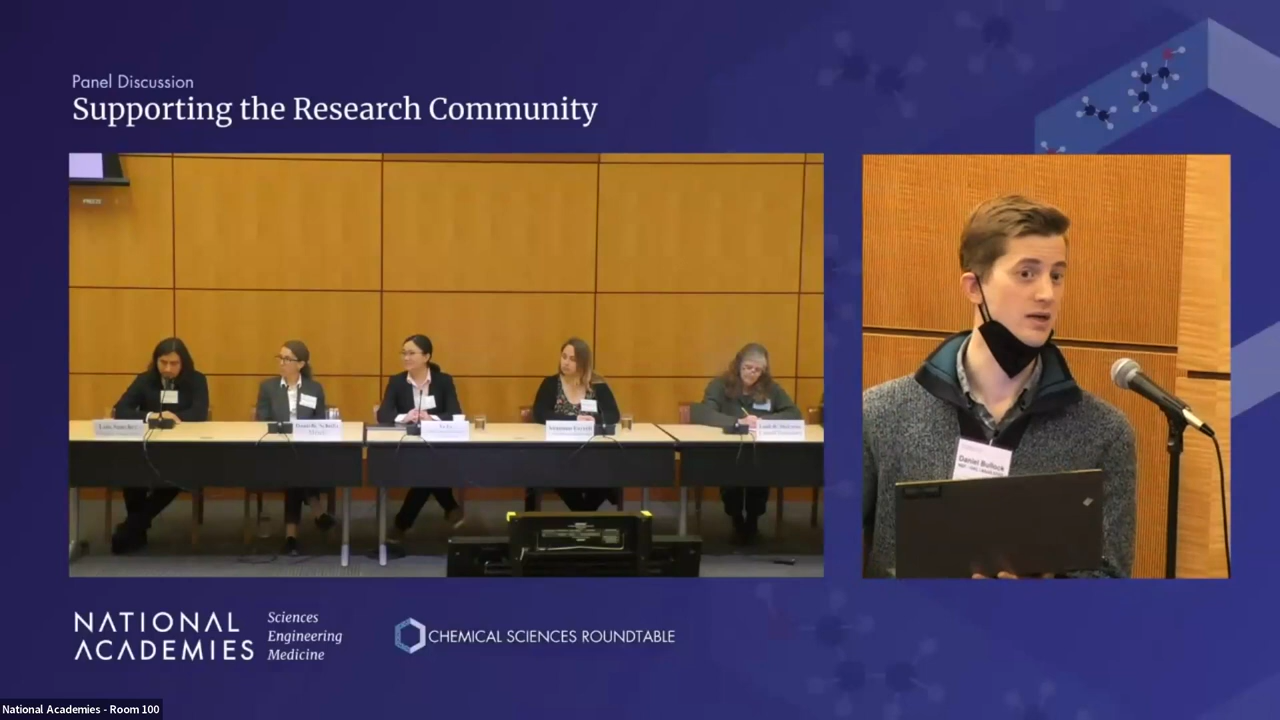 Panel Discussion
Supporting the Research Community
Daniel Bullock
NATIONAL
ACADEMIES
Sciences
Engineering
Medicine
CHEMICAL SCIENCES ROUNDTABLE
National Academies - Room 100